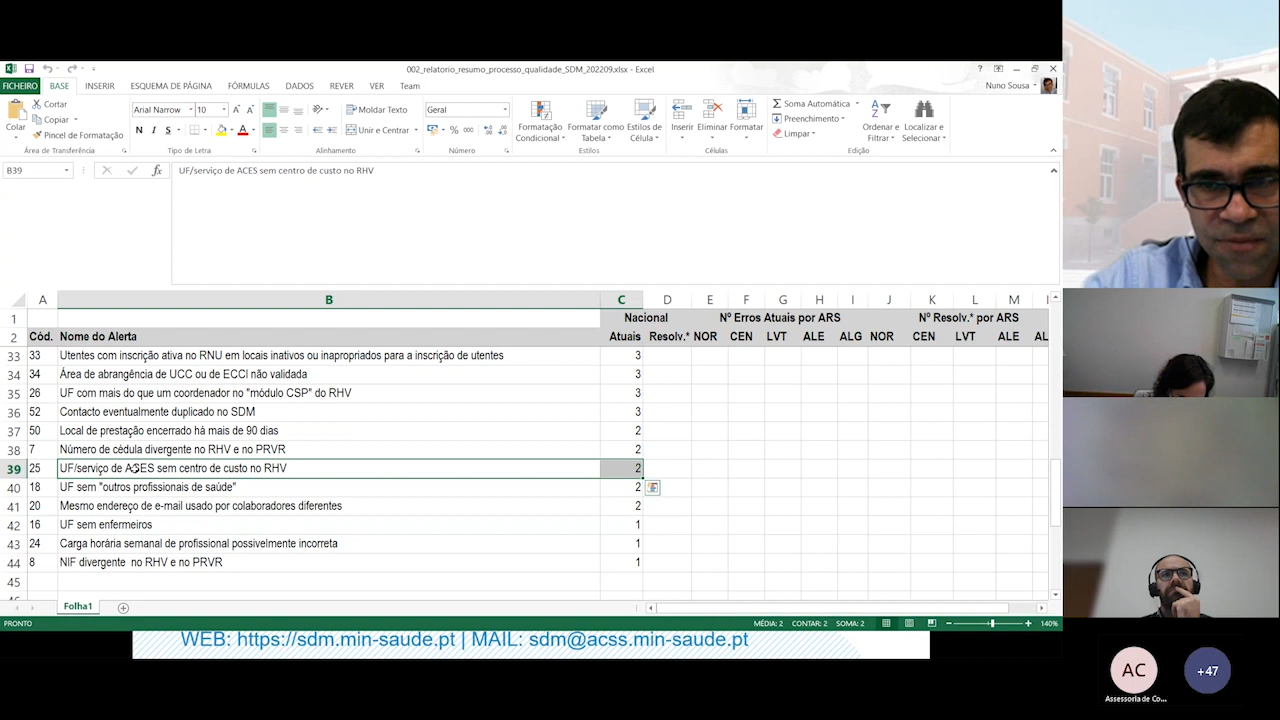 002_relatorio_resumo_processo_qualidade_SDM_202209.xlsx - Excel
FICHEIRO BASE INSERIR ESQUEMA DE PÁGINA FÓRMULAS DADOS REVER VER Team Nuno Sousa
Colar
Cortar
Copiar
Pincel de Formatação
Área de Transferência
Arial Narrow 10
N I S
Tipo de Letra
Moldar Texto
Unir e Centrar
Alinhamento
Geral
% 000
Número
Formatação Condicional
Formatar como Tabela
Estilos de Célula
Estilos
Inserir Eliminar Formatar
Células
Soma Automática
Preenchimento
Limpar
Ordenar e Filtrar
Localizar e Selecionar
Edição
B39 fx UF/serviço de ACES sem centro de custo no RHV
A B C D E F G H I J K L M
1 Nacional Nº Erros Atuais por ARS Nº Resolv.* por ARS
2 Cód. Nome do Alerta Atuais Resolv.* NOR CEN LVT ALE ALG NOR CEN LVT ALE AL
33 33 Utentes com inscrição ativa no RNU em locais inativos ou inapropriados para a inscrição de utentes 3
34 34 Área de abrangência de UCC ou de ECCI não validada 3
35 26 UF com mais do que um coordenador no "módulo CSP" do RHV 3
36 52 Contacto eventualmente duplicado no SDM 3
37 50 Local de prestação encerrado há mais de 90 dias 2
38 7 Número de cédula divergente no RHV e no PRVR 2
39 25 UF/serviço de ACES sem centro de custo no RHV 2
40 18 UF sem "outros profissionais de saúde" 2
41 20 Mesmo endereço de e-mail usado por colaboradores diferentes 2
42 16 UF sem enfermeiros 1
43 24 Carga horária semanal de profissional possivelmente incorreta 1
44 8 NIF divergente no RHV e no PRVR 1
45
Folha1
PRONTO MÉDIA: 2 CONTAR: 2 SOMA: 2 140%
WEB: https://sdm.min-saude.pt | MAIL: sdm@acss.min-saude.pt
AC +47
Assessoria de Co...